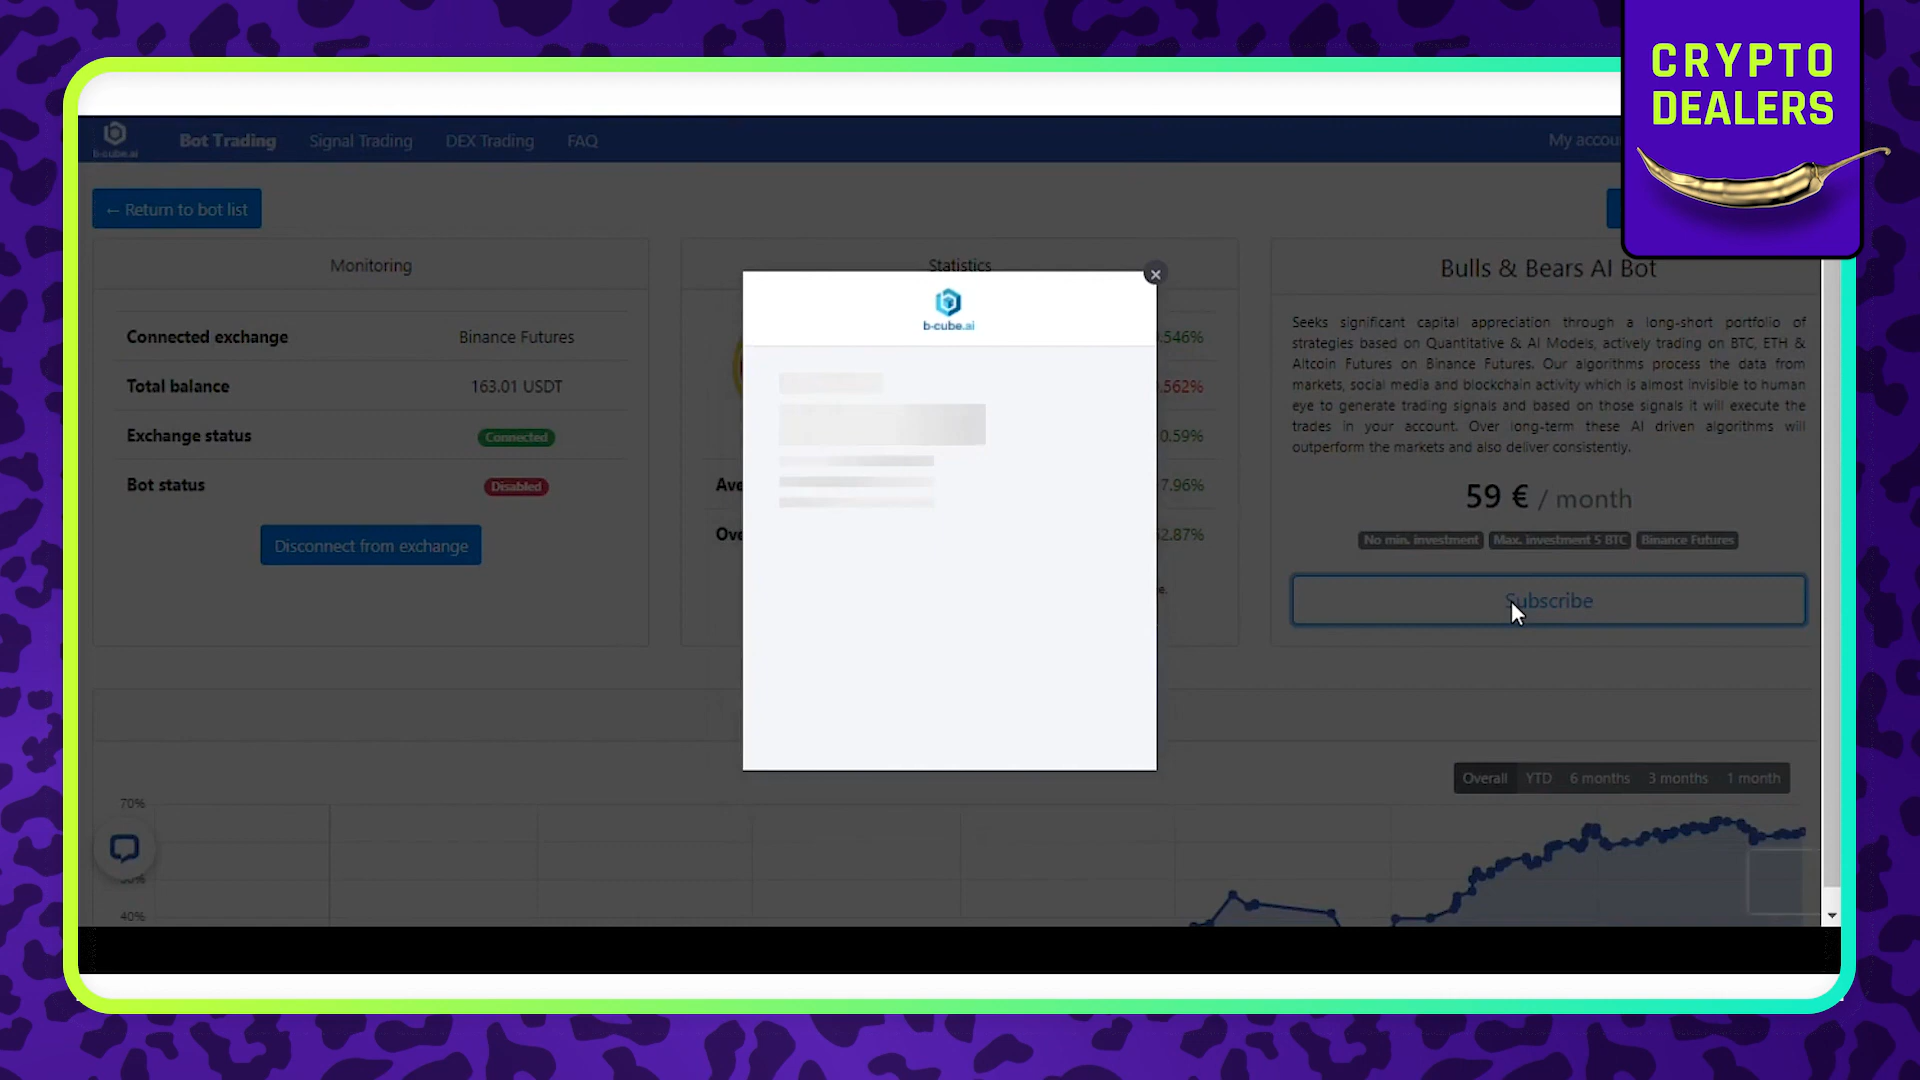 CRYPTO
DEALERS
b-cube.ai
Bot Trading
Signal Trading
DEX Trading
FAQ
← Return to bot list
Monitoring
Connected exchange Binance Futures
Total balance 163.01 USDT
Exchange status Connected
Bot status Disabled
Disconnect from exchange
Statistics
.546%
.562%
0.59%
Ave 7.96%
Ove 2.87%
b-cube.ai
Bulls & Bears AI Bot
Seeks significant capital appreciation through a long-short portfolio of
strategies based on Quantitative & AI Models, actively trading on BTC, ETH &
Altcoin Futures on Binance Futures. Our algorithms process the data from
markets, social media and blockchain activity which is almost invisible to human
eye to generate trading signals and based on those signals it will execute the
trades in your account. Over long-term these AI driven algorithms will
outperform the markets and also deliver consistently.
59 € / month
No min. investment
Max. investment 5 BTC
Binance Futures
Subscribe
Overall YTD 6 months 3 months 1 month
70%
40%